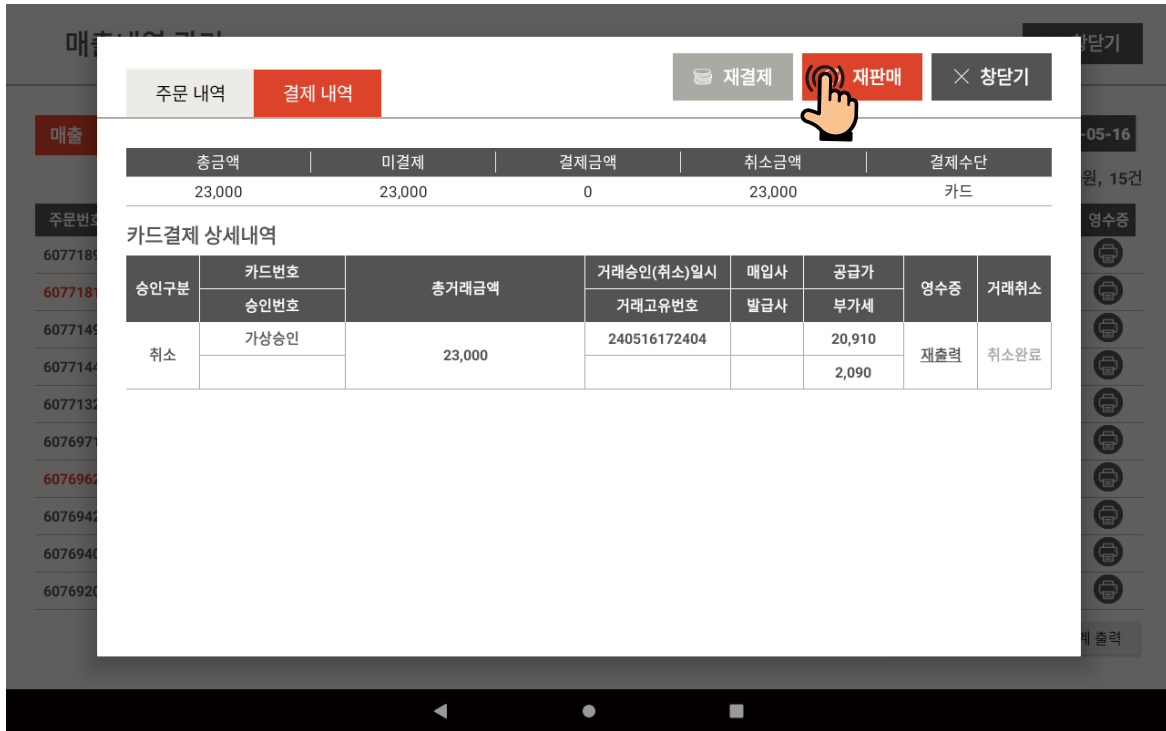 창닫기
재결제 재판매 창닫기
주문 내역 결제 내역
매출 -05-16
총금액 미결제 결제금액 취소금액 결제수단
원, 15건
23,000 23,000 0 23,000 카드
주문번호 영수증
카드결제 상세내역
승인구분 카드번호 총거래금액 거래승인(취소)일시 매입사 공급가 영수증 거래취소
승인번호 거래고유번호 발급사 부가세
취소 가상승인 23,000 240516172404 20,910 재출력 취소완료
2,090
607718
607718
607714
607714
607713
607697
607696
607694
607694
607692
출력